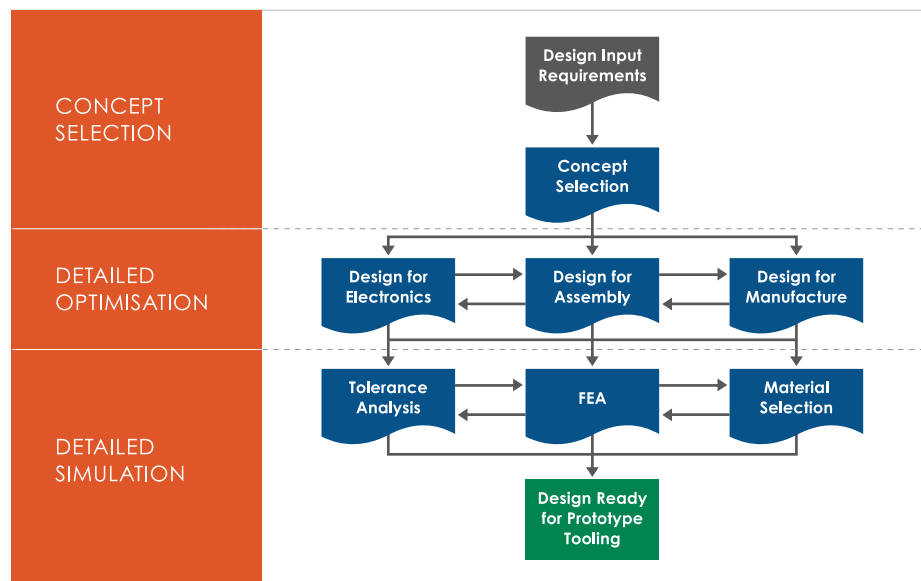 CONCEPT
SELECTION
Design Input
Requirements
Concept
Selection
DETAILED
OPTIMISATION
Design for
Electronics
Design for
Assembly
Design for
Manufacture
DETAILED
SIMULATION
Tolerance
Analysis
FEA
Material
Selection
Design Ready
for Prototype
Tooling